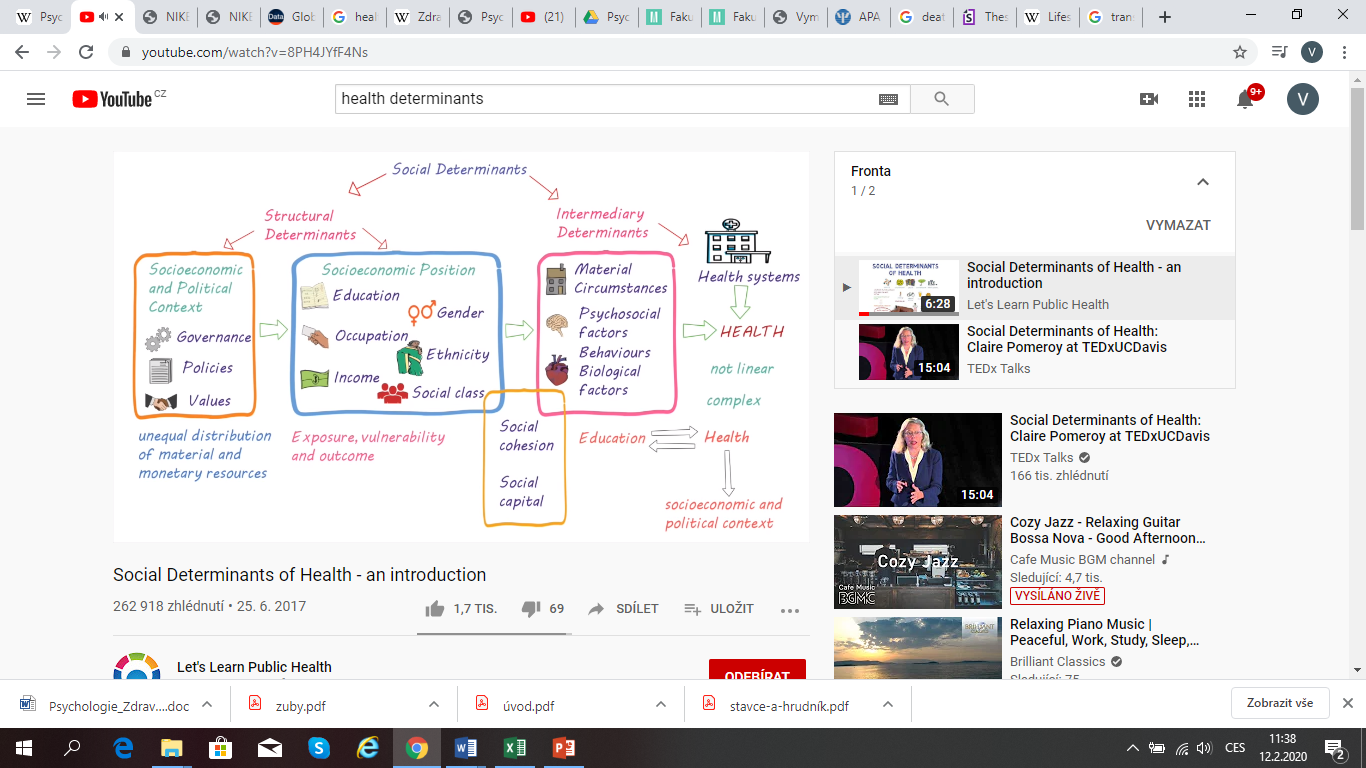 Psyc
NIKE
NIKE
Glob
heal
Zdra
Psyc
(21)
Psyc
Faku
Faku
Vym
APA
deat
Thes
Lifes
tran
youtube.com/watch?v=8PH4JYfF4Ns
V
YouTube CZ
health determinants
9+
V
Social Determinants
Structural
Determinants
Intermediary
Determinants
Socioeconomic
and Political
Context
Governance
Policies
Values
Socioeconomic Position
Education
Gender
Occupation
Ethnicity
Income
Social class
Material
Circumstances
Psychosocial
factors
Behaviours
Biological
factors
Health systems
HEALTH
not linear
complex
unequal distribution
of material and
monetary resources
Exposure, vulnerability
and outcome
Social
cohesion
Social
capital
Education
Health
socioeconomic and
political context
Social Determinants of Health - an introduction
262 918 zhlédnutí • 25. 6. 2017
1,7 TIS.
69
SDÍLET
ULOŽIT
Let's Learn Public Health
ODEBÍRAT
Fronta
1 / 2
VYMAZAT
SOCIAL DETERMINANTS
OF HEALTH
6:28
Social Determinants of Health - an
introduction
Let's Learn Public Health
15:04
Social Determinants of Health:
Claire Pomeroy at TEDxUCDavis
TEDx Talks
15:04
Social Determinants of Health:
Claire Pomeroy at TEDxUCDavis
TEDx Talks
166 tis. zhlédnutí
Cozy Jazz
Cafe Music
BGMC
Cozy Jazz - Relaxing Guitar
Bossa Nova - Good Afternoon...
Cafe Music BGM channel
Sledující: 4,7 tis.
VYSÍLÁNO ŽIVĚ
BRILLIANT
CLASSICS
Relaxing Piano Music |
Peaceful, Work, Study, Sleep,...
Brilliant Classics
Sledující: 75
Psychologie_Zdrav....doc
zuby.pdf
úvod.pdf
stavce-a-hrudník.pdf
Zobrazit vše
CES
11:38
12.2.2020
2